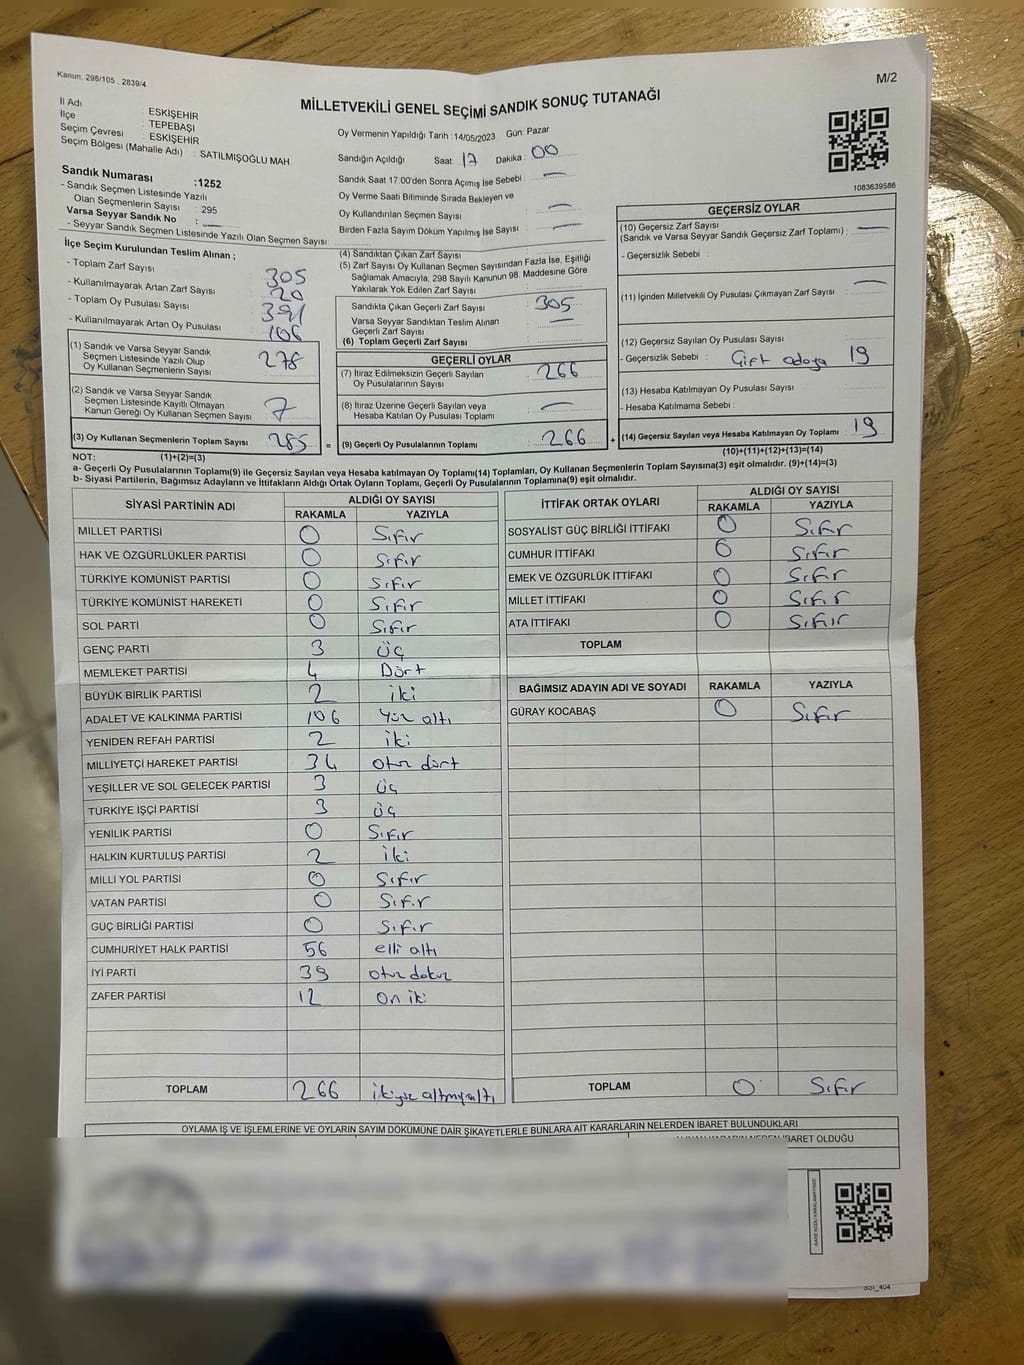 Kanun. 298/105 . 2839/4
M/2
MİLLETVEKİLİ GENEL SEÇİMİ SANDIK SONUÇ TUTANAĞI
İl Adı : ESKİŞEHİR
İlçe : TEPEBAŞI
Seçim Çevresi : ESKİŞEHİR
Seçim Bölgesi (Mahalle Adı) : SATILMIŞOĞLU MAH
Oy Vermenin Yapıldığı Tarih :14/05/2023 Gün: Pazar
Sandığın Açıldığı Saat : 17 Dakika : 00
Sandık Saat 17:00'den Sonra Açımış İse Sebebi : —
Oy Verme Saati Bitiminde Sırada Bekleyen ve
Oy Kullandırılan Seçmen Sayısı : —
Birden Fazla Sayım Döküm Yapılmış İse Sayısı : —
1083639586
Sandık Numarası :1252
- Sandık Seçmen Listesinde Yazılı
Olan Seçmenlerin Sayısı : 295
Varsa Seyyar Sandık No : —
- Seyyar Sandık Seçmen Listesinde Yazılı Olan Seçmen Sayısı
İlçe Seçim Kurulundan Teslim Alınan ;
- Toplam Zarf Sayısı : 305
- Kullanılmayarak Artan Zarf Sayısı : 20
- Toplam Oy Pusulası Sayısı : 391
- Kullanılmayarak Artan Oy Pusulası : 106
(1) Sandık ve Varsa Seyyar Sandık
Seçmen Listesinde Yazılı Olup
Oy Kullanan Seçmenlerin Sayısı : 278
(2) Sandık ve Varsa Seyyar Sandık
Seçmen Listesinde Kayıtlı Olmayan
Kanun Gereği Oy Kullanan Seçmen Sayısı : 7
(3) Oy Kullanan Seçmenlerin Toplam Sayısı : 285 =
(4) Sandıktan Çıkan Zarf Sayısı
(5) Zarf Sayısı Oy Kullanan Seçmen Sayısından Fazla İse, Eşitliği
Sağlamak Amacıyla, 298 Sayılı Kanunun 98. Maddesine Göre
Yakılarak Yok Edilen Zarf Sayısı
Sandıkta Çıkan Geçerli Zarf Sayısı : 305
Varsa Seyyar Sandıktan Teslim Alınan
Geçerli Zarf Sayısı : —
(6) Toplam Geçerli Zarf Sayısı
GEÇERLİ OYLAR
(7) İtiraz Edilmeksizin Geçerli Sayılan
Oy Pusulalarının Sayısı : 266
(8) İtiraz Üzerine Geçerli Sayılan veya
Hesaba Katılan Oy Pusulası Toplamı : —
(9) Geçerli Oy Pusulalarının Toplamı : 266 +
GEÇERSİZ OYLAR
(10) Geçersiz Zarf Sayısı
(Sandık ve Varsa Seyyar Sandık Geçersiz Zarf Toplamı) : —
- Geçersizlik Sebebi :
(11) İçinden Milletvekili Oy Pusulası Çıkmayan Zarf Sayısı : —
(12) Geçersiz Sayılan Oy Pusulası Sayısı
- Geçersizlik Sebebi : 19
(13) Hesaba Katılmayan Oy Pusulası Sayısı
- Hesaba Katılmama Sebebi :
(14) Geçersiz Sayılan veya Hesaba Katılmayan Oy Toplamı : 19
NOT: (1)+(2)=(3)
(10)+(11)+(12)+(13)=(14)
a- Geçerli Oy Pusulalarının Toplamı(9) ile Geçersiz Sayılan veya Hesaba katılmayan Oy Toplamı(14) Toplamları, Oy Kullanan Seçmenlerin Toplam Sayısına(3) eşit olmalıdır. (9)+(14)=(3)
b- Siyasi Partilerin, Bağımsız Adayların ve İttifakların Aldığı Ortak Oyların Toplamı, Geçerli Oy Pusulalarının Toplamına(9) eşit olmalıdır.
SİYASİ PARTİNİN ADI ALDIĞI OY SAYISI
RAKAMLA YAZIYLA
MİLLET PARTİSİ 0 Sıfır
HAK VE ÖZGÜRLÜKLER PARTİSİ 0 Sıfır
TÜRKİYE KOMÜNİST PARTİSİ 0 Sıfır
TÜRKİYE KOMÜNİST HAREKETİ 0 Sıfır
SOL PARTİ 0 Sıfır
GENÇ PARTİ 3 üç
MEMLEKET PARTİSİ 4 Dört
BÜYÜK BİRLİK PARTİSİ 2 iki
ADALET VE KALKINMA PARTİSİ 106 Yüz altı
YENİDEN REFAH PARTİSİ 2 iki
MİLLİYETÇİ HAREKET PARTİSİ 34 otuz dört
YEŞİLLER VE SOL GELECEK PARTİSİ 3 üç
TÜRKİYE İŞÇİ PARTİSİ 3 üç
YENİLİK PARTİSİ 0 Sıfır
HALKIN KURTULUŞ PARTİSİ 2 iki
MİLLİ YOL PARTİSİ 0 Sıfır
VATAN PARTİSİ 0 Sıfır
GÜÇ BİRLİĞİ PARTİSİ 0 Sıfır
CUMHURİYET HALK PARTİSİ 56 elli altı
İYİ PARTİ 39 otuz dokuz
ZAFER PARTİSİ 12 on iki
TOPLAM 266 ikiyüz altmışaltı
İTTİFAK ORTAK OYLARI ALDIĞI OY SAYISI
RAKAMLA YAZIYLA
SOSYALİST GÜÇ BİRLİĞİ İTTİFAKI 0 Sıfır
CUMHUR İTTİFAKI 0 Sıfır
EMEK VE ÖZGÜRLÜK İTTİFAKI 0 Sıfır
MİLLET İTTİFAKI 0 Sıfır
ATA İTTİFAKI 0 Sıfır
TOPLAM
BAĞIMSIZ ADAYIN ADI VE SOYADI RAKAMLA YAZIYLA
GÜRAY KOCABAŞ 0 Sıfır
TOPLAM 0 Sıfır
OYLAMA İŞ VE İŞLEMLERİNE VE OYLARIN SAYIM DÖKÜMÜNE DAİR ŞİKAYETLERLE BUNLARA AİT KARARLARIN NELERDEN İBARET BULUNDUKLARI
İBARET OLDUĞU